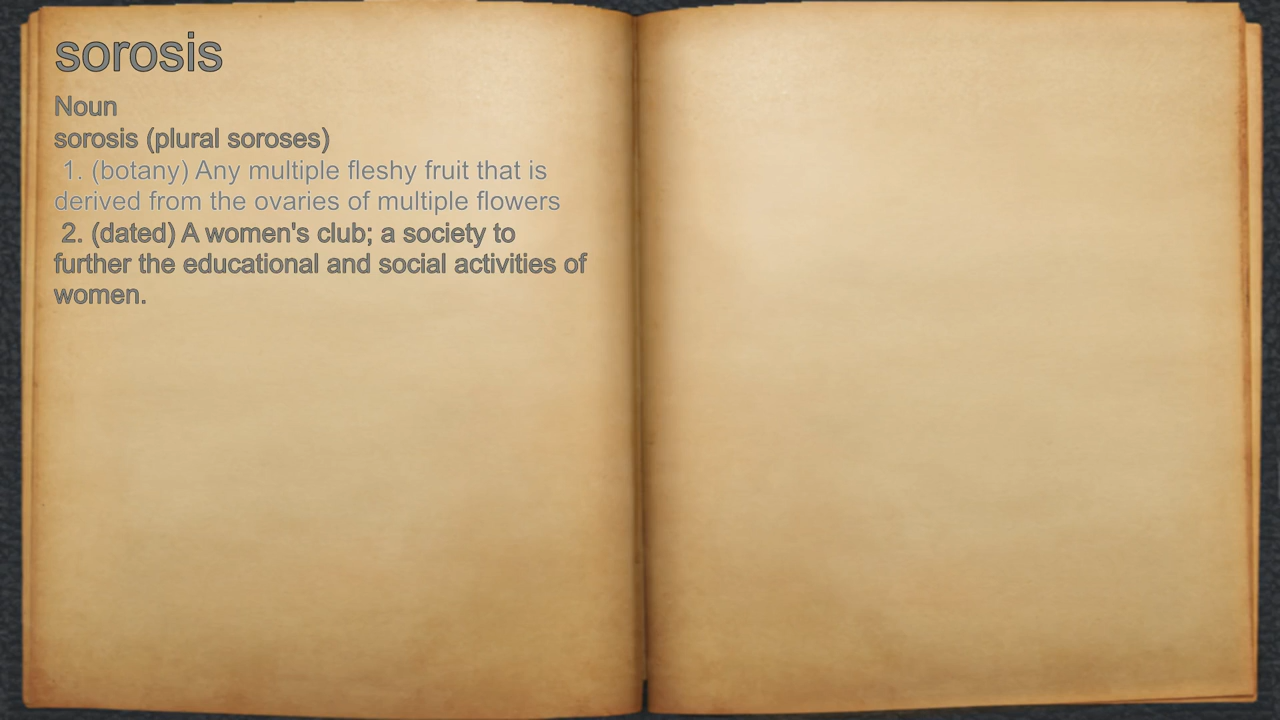 sorosis
Noun
sorosis (plural soroses)
1. (botany) Any multiple fleshy fruit that is
derived from the ovaries of multiple flowers
2. (dated) A women's club; a society to
further the educational and social activities of
women.